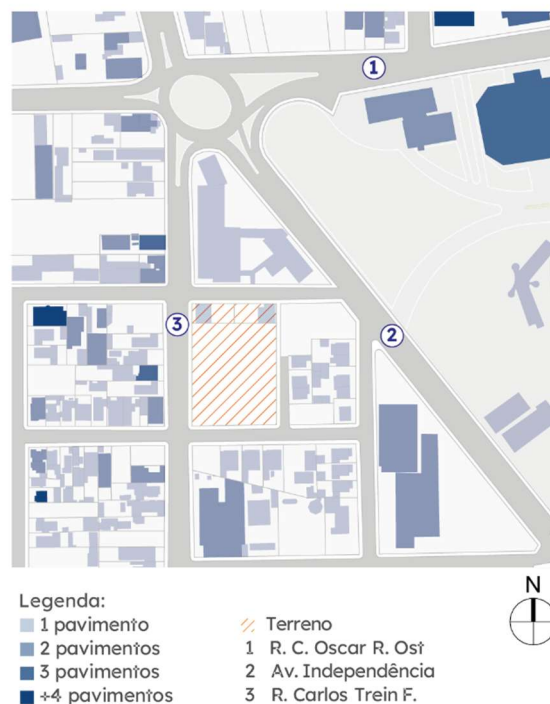 1
3
2
Legenda:
1 pavimento
2 pavimentos
3 pavimentos
+4 pavimentos
Terreno
1 R. C. Oscar R. Ost
2 Av. Independência
3 R. Carlos Trein F.
N